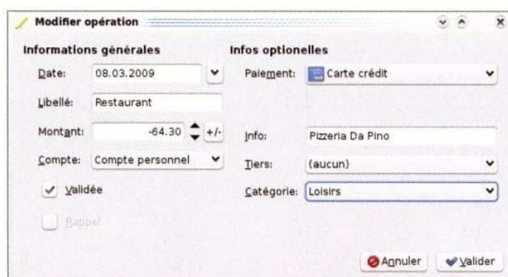 Modifier opération
Informations générales
Date: 08.03.2009
Libellé: Restaurant
Montant: -64.30 +/-
Compte: Compte personnel
Validée
Rappel
Infos optionelles
Paiement: Carte crédit
Info: Pizzeria Da Pino
Tiers: (aucun)
Catégorie: Loisirs
Annuler
Valider